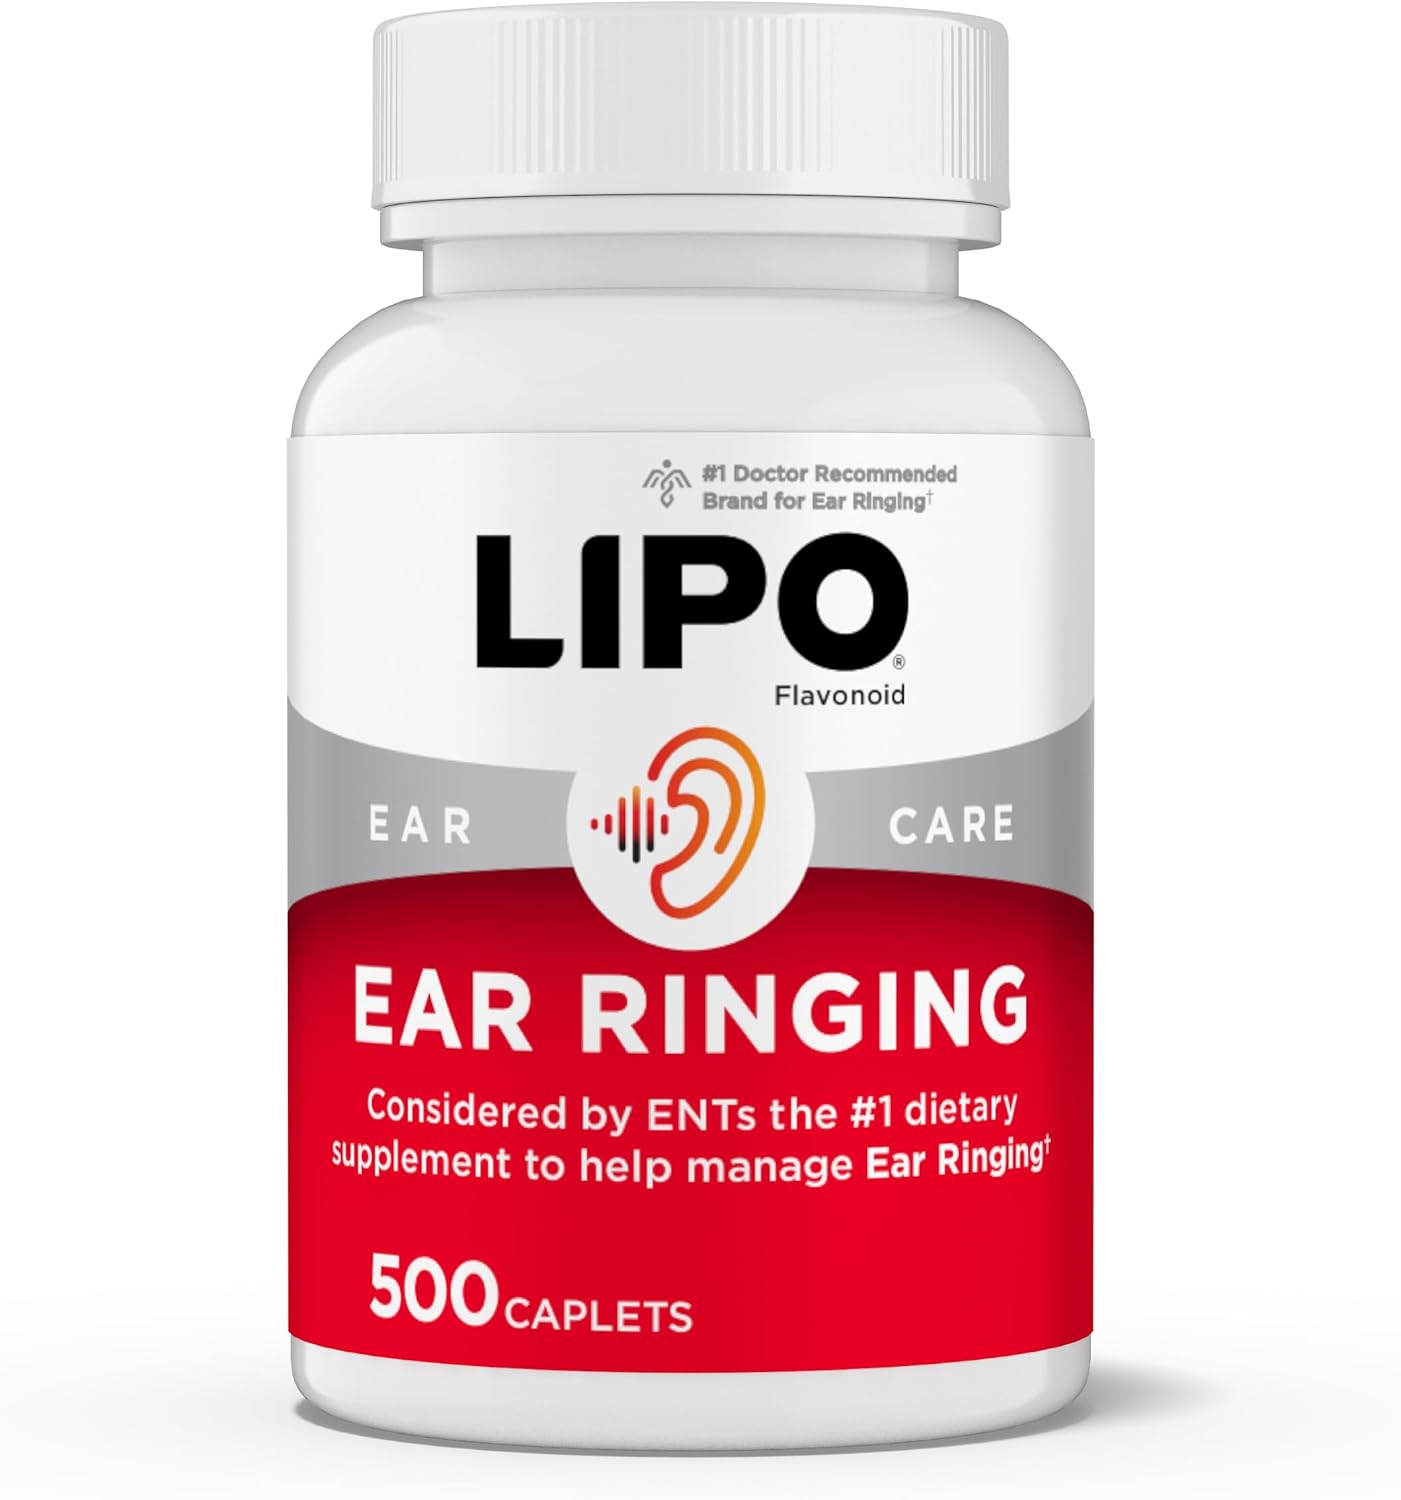 #1 Doctor Recommended
Brand for Ear Ringing†
LIPO®
Flavonoid
EAR CARE
EAR RINGING
Considered by ENTs the #1 dietary
supplement to help manage Ear Ringing†
500 CAPLETS